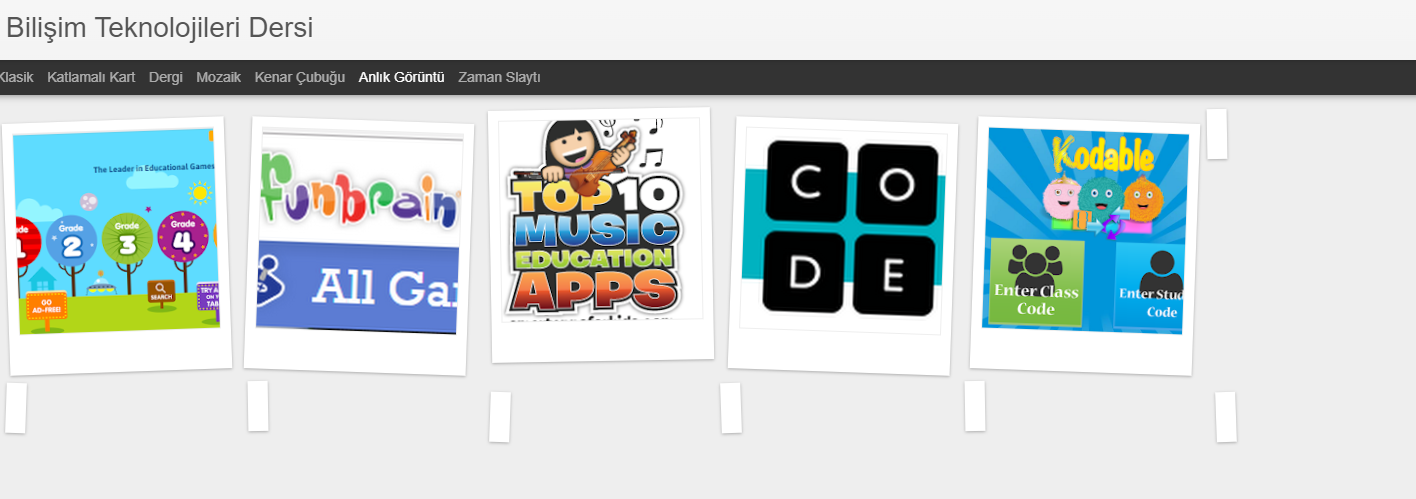 Bilişim Teknolojileri Dersi
Klasik Katlamalı Kart Dergi Mozaik Kenar Çubuğu Anlık Görüntü Zaman Slaytı
The Leader in Educational Games
Grade 1
Grade 2
Grade 3
Grade 4
GO AD-FREE!
SEARCH
TRY
ON
TAB
funbrain
All Ga
TOP 10
MUSIC
EDUCATION
APPS
C O
D E
Kodable
Enter Class
Code
Enter Stud
Code